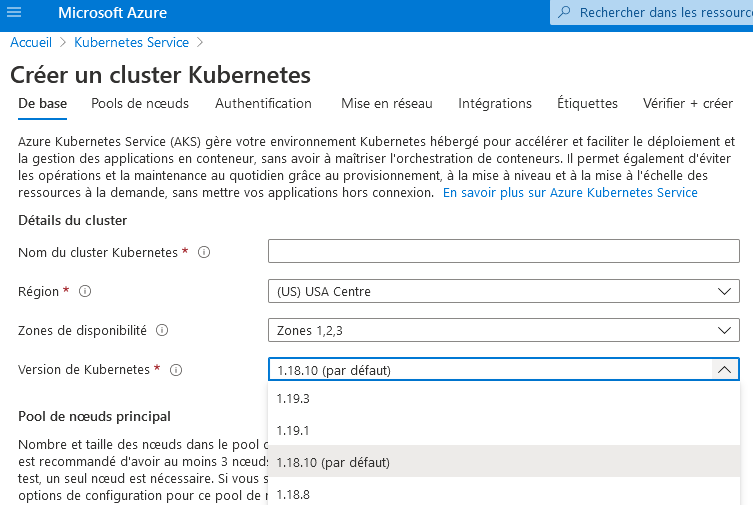 Microsoft Azure
Rechercher dans les
Accueil > Kubernetes Service >
Créer un cluster Kubernetes
De base Pools de nœuds Authentification Mise en réseau Intégrations Étiquettes Vérifier + créer
Azure Kubernetes Service (AKS) gère votre environnement Kubernetes hébergé pour accélérer et faciliter le déploiement et
la gestion des applications en conteneur, sans avoir à maîtriser l'orchestration de conteneurs. Il permet également d'éviter
les opérations et la maintenance au quotidien grâce au provisionnement, à la mise à niveau et à la mise à l'échelle des
ressources à la demande, sans mettre vos applications hors connexion. En savoir plus sur Azure Kubernetes Service
Détails du cluster
Nom du cluster Kubernetes *
Région * (US) USA Centre
Zones de disponibilité Zones 1,2,3
Version de Kubernetes * 1.18.10 (par défaut)
1.19.3
1.19.1
1.18.10 (par défaut)
1.18.8
Pool de nœuds principal
Nombre et taille des nœuds dans le pool
est recommandé d'avoir au moins 3 nœuds
test, un seul nœud est nécessaire. Si vous
options de configuration pour ce pool de